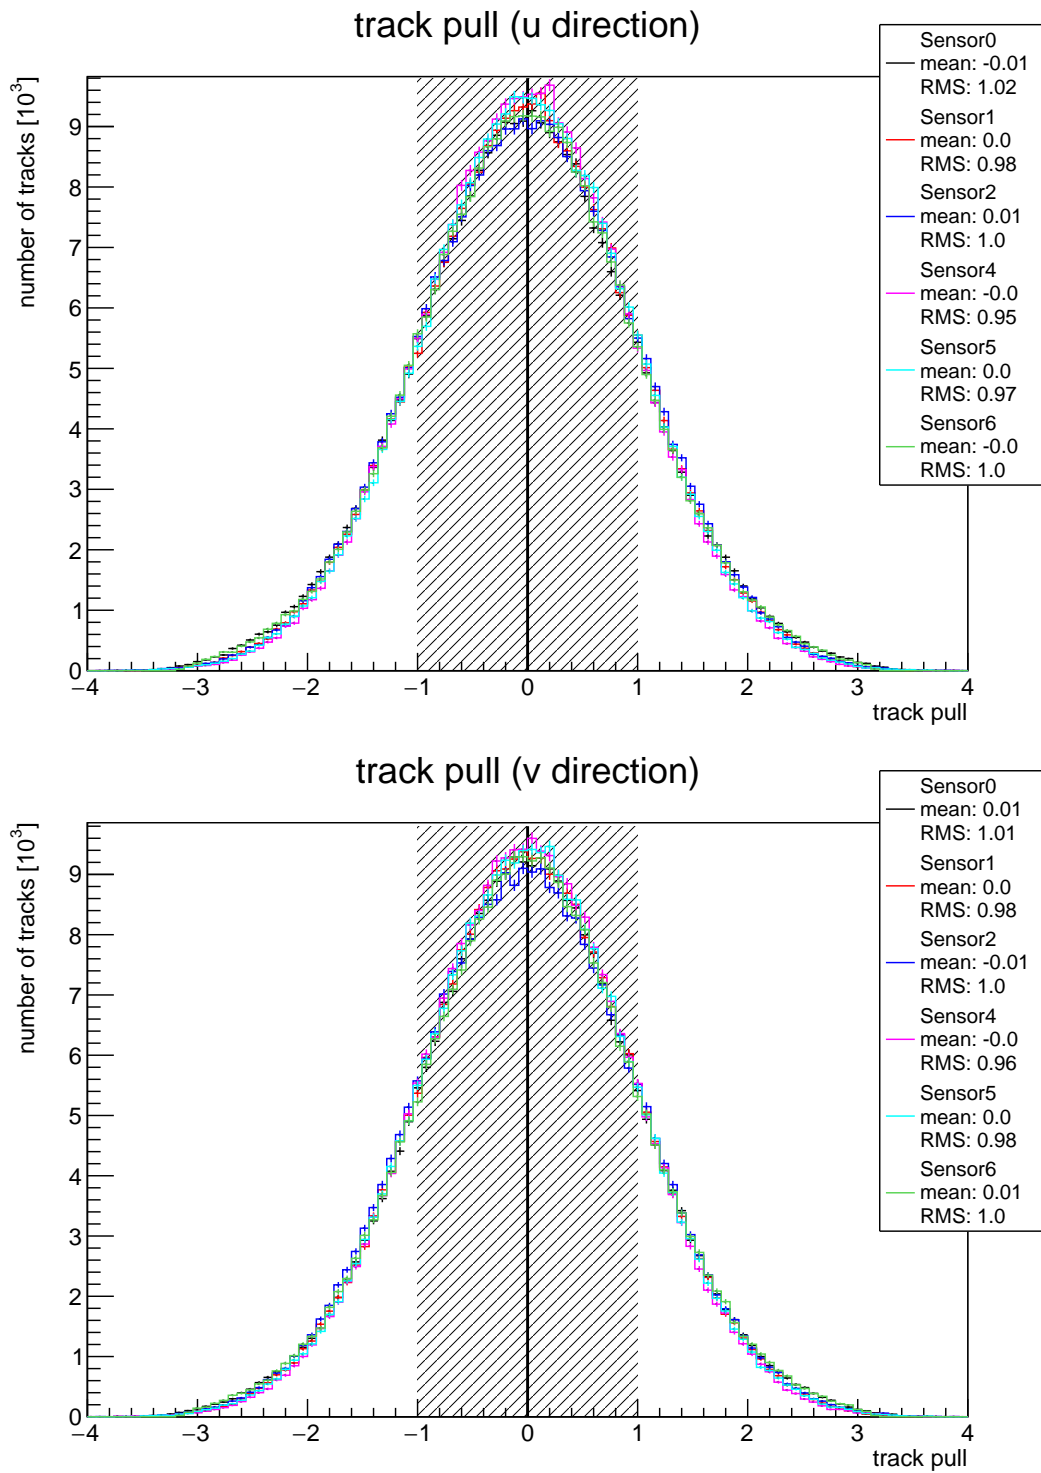 track pull (u direction)
number of tracks [10³]
Sensor0
mean: -0.01
RMS: 1.02
Sensor1
mean: 0.0
RMS: 0.98
Sensor2
mean: 0.01
RMS: 1.0
Sensor4
mean: -0.0
RMS: 0.95
Sensor5
mean: 0.0
RMS: 0.97
Sensor6
mean: -0.0
RMS: 1.0
9
8
7
6
5
4
3
2
1
0
−4 −3 −2 −1 0 1 2 3 4
track pull
track pull (v direction)
number of tracks [10³]
Sensor0
mean: 0.01
RMS: 1.01
Sensor1
mean: 0.0
RMS: 0.98
Sensor2
mean: -0.01
RMS: 1.0
Sensor4
mean: -0.0
RMS: 0.96
Sensor5
mean: 0.0
RMS: 0.98
Sensor6
mean: 0.01
RMS: 1.0
9
8
7
6
5
4
3
2
1
0
−4 −3 −2 −1 0 1 2 3 4
track pull